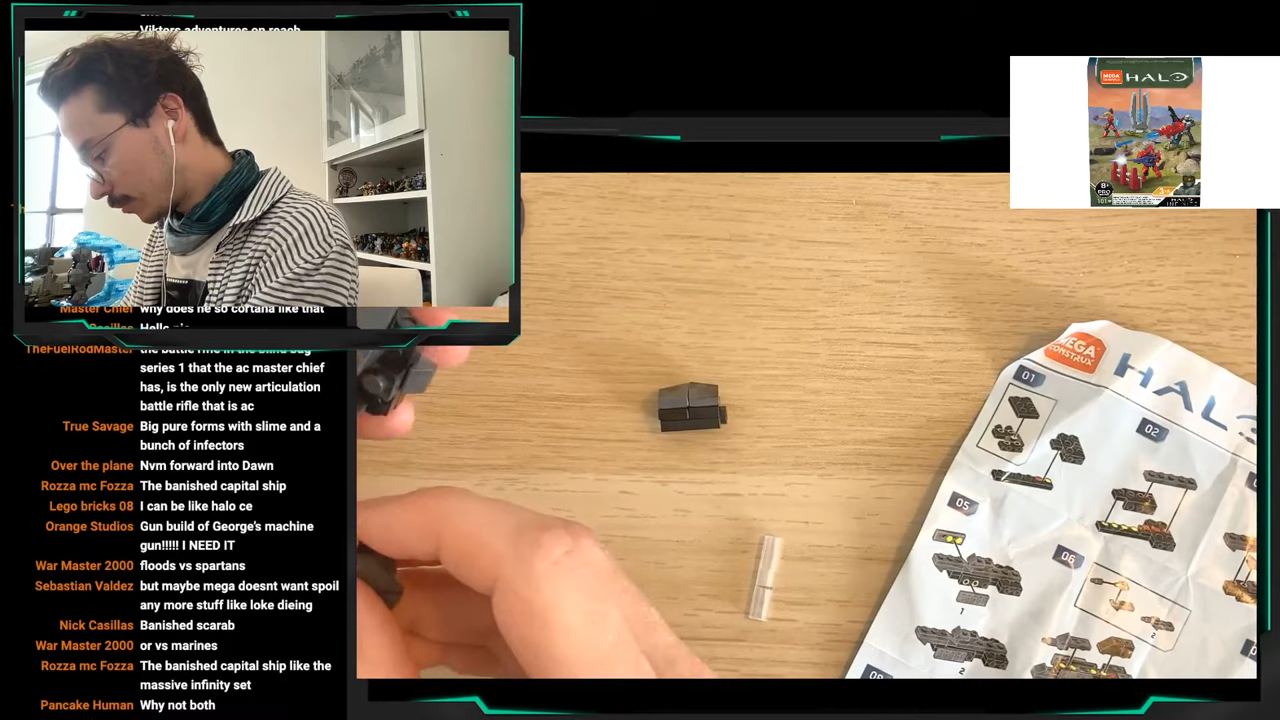 Viktors adventures on reach
Master Chief why does he so cortana like that
TheFuelRodMaster the battle rifle in the blind bag
series 1 that the ac master chief
has, is the only new articulation
battle rifle that is ac
True Savage Big pure forms with slime and a
bunch of infectors
Over the plane Nvm forward into Dawn
Rozza mc Fozza The banished capital ship
Lego bricks 08 I can be like halo ce
Orange Studios Gun build of George's machine
gun!!!!! I NEED IT
War Master 2000 floods vs spartans
Sebastian Valdez but maybe mega doesnt want spoil
any more stuff like loke dieing
Nick Casillas Banished scarab
War Master 2000 or vs marines
Rozza mc Fozza The banished capital ship like the
massive infinity set
Pancake Human Why not both
MEGA
HALO
8+
PRO
MEGA
CONSTRUX
HALO
01
02
05
06
1
2
2